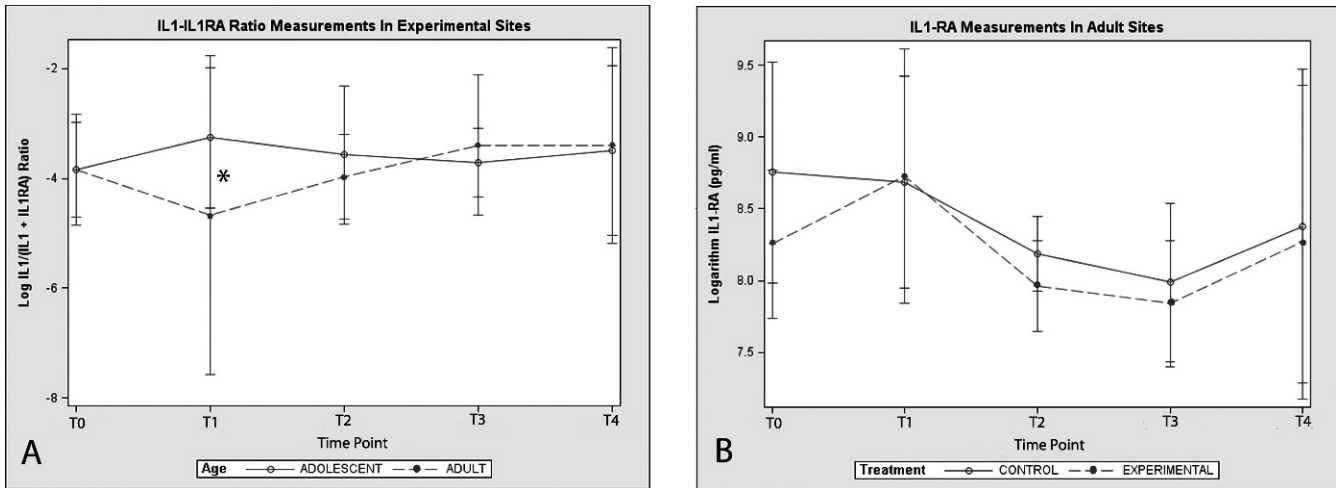 IL1-IL1RA Ratio Measurements In Experimental Sites
Log IL1/(IL1 + IL1RA) Ratio
-2
-4
-6
-8
T0 T1 T2 T3 T4
*
Time Point
Age ADOLESCENT ADULT
A
IL1-RA Measurements In Adult Sites
Logarithm IL1-RA (pg/ml)
9.5
9.0
8.5
8.0
7.5
T0 T1 T2 T3 T4
Time Point
Treatment CONTROL EXPERIMENTAL
B